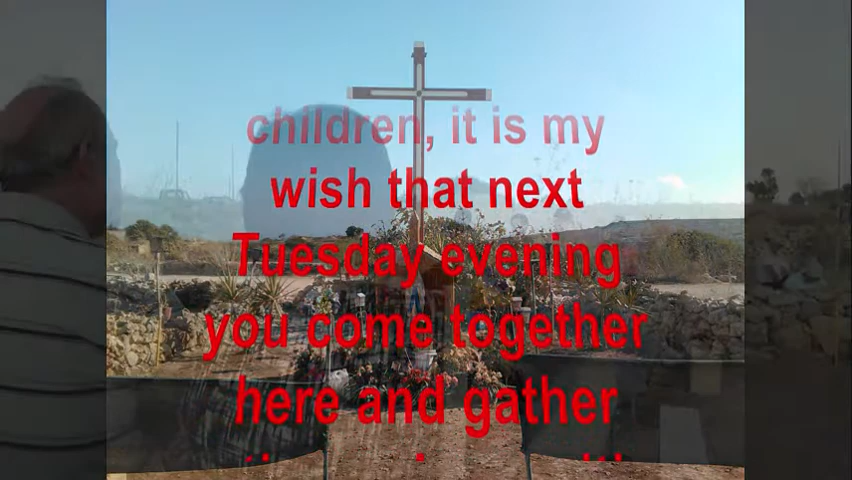 children, it is my
wish that next
Tuesday evening
you come together
here and gather